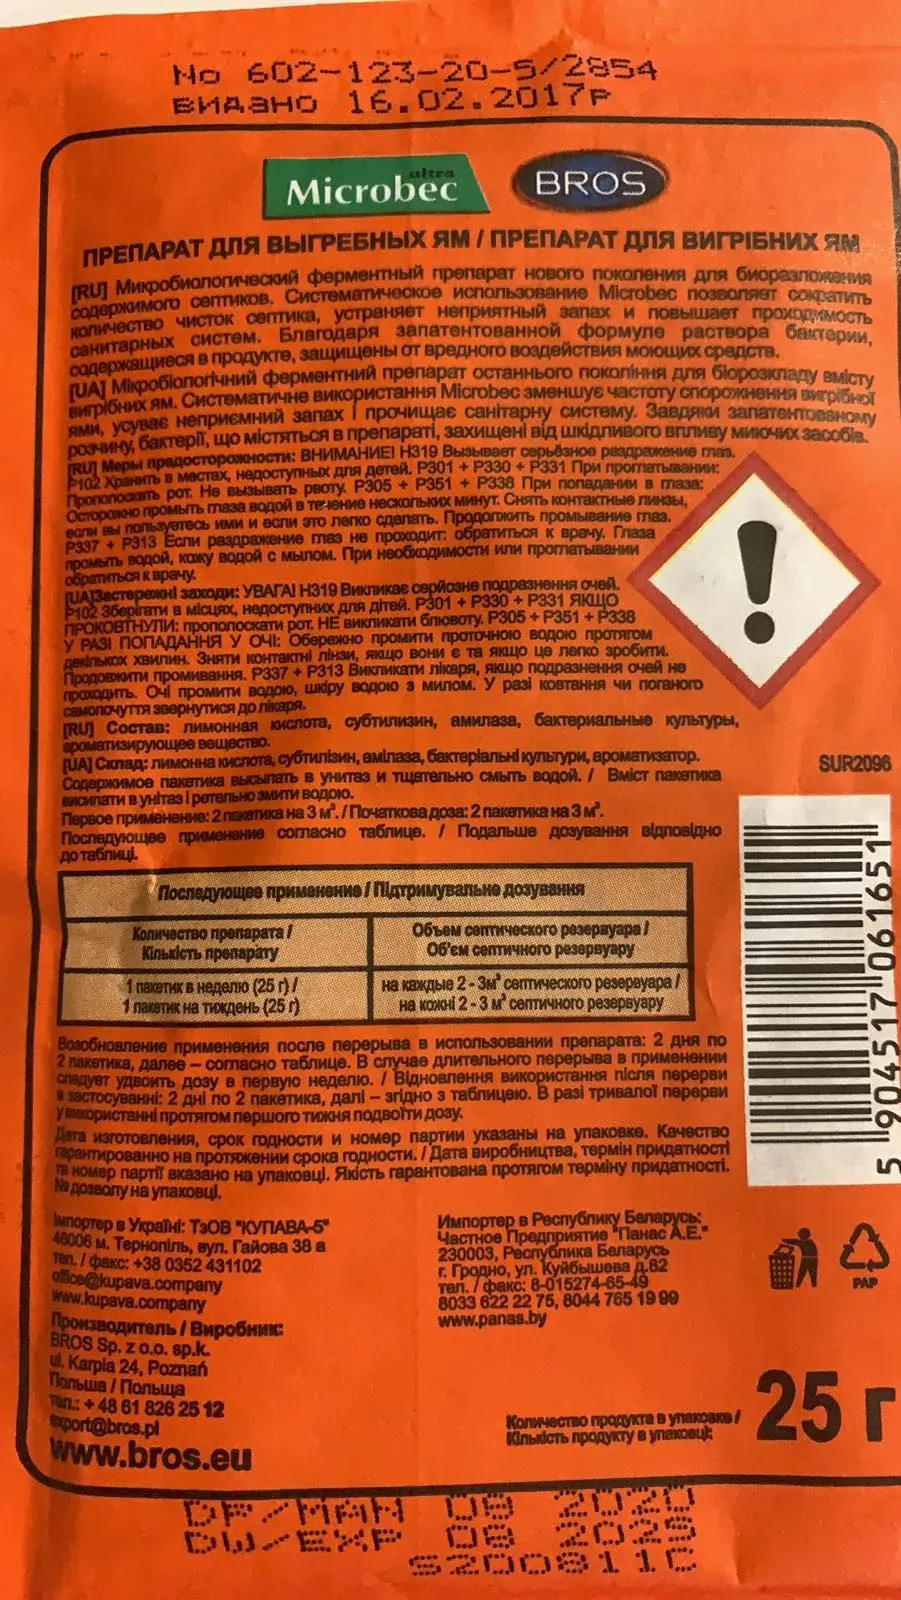 No 602-123-20-5/2854
видано 16.02.2017р
ultra
Microbec
BROS
ПРЕПАРАТ ДЛЯ ВЫГРЕБНЫХ ЯМ / ПРЕПАРАТ ДЛЯ ВИГРІБНИХ ЯМ
[RU] Микробиологический ферментный препарат нового поколения для биоразложения
содержимого септиков. Систематическое использование Microbec позволяет сократить
количество чисток септика, устраняет неприятный запах и повышает проходимость
санитарных систем. Благодаря запатентованной формуле раствора бактерии,
содержащиеся в продукте, защищены от вредного воздействия моющих средств.
[UA] Мікробіологічний ферментний препарат останнього покоління для біорозкладу вмісту
вигрібних ям. Систематичне використання Microbec зменшує частоту спорожнення вигрібної
ями, усуває неприємний запах і прочищає санітарну систему. Завдяки запатентованому
розчину, бактерії, що містяться в препараті, захищені від шкідливого впливу миючих засобів.
[RU] Меры предосторожности: ВНИМАНИЕ! H319 Вызывает серьёзное раздражение глаз.
P102 Хранить в местах, недоступных для детей. P301 + P330 + P331 При проглатывании:
Прополоскать рот. Не вызывать рвоту. P305 + P351 + P338 При попадании в глаза:
Осторожно промыть глаза водой в течение нескольких минут. Снять контактные линзы,
если вы пользуетесь ими и если это легко сделать. Продолжить промывание глаз.
P337 + P313 Если раздражение глаз не проходит: обратиться к врачу. Глаза
промыть водой, кожу водой с мылом. При необходимости или проглатывании
обратиться к врачу.
[UA]Застережні заходи: УВАГА! H319 Викликає серйозне подразнення очей.
P102 Зберігати в місцях, недоступних для дітей. P301 + P330 + P331 ЯКЩО
ПРОКОВТНУЛИ: прополоскати рот. НЕ викликати блювоту. P305 + P351 + P338
У РАЗІ ПОПАДАННЯ У ОЧІ: Обережно промити проточною водою протягом
декількох хвилин. Зняти контактні лінзи, якщо вони є та якщо це легко зробити.
Продовжити промивання. P337 + P313 Викликати лікаря, якщо подразнення очей не
проходить. Очі промити водою, шкіру водою з милом. У разі ковтання чи поганого
самопочуття звернутися до лікаря.
[RU] Состав: лимонная кислота, субтилизин, амилаза, бактериальные культуры,
ароматизирующее вещество.
[UA] Склад: лимонна кислота, субтилізин, амілаза, бактеріальні культури, ароматизатор.
Содержимое пакетика высыпать в унитаз и тщательно смыть водой. / Вміст пакетика
висипати в унітаз і ретельно змити водою.
Первое применение: 2 пакетика на 3 м³. / Початкова доза: 2 пакетика на 3 м³.
Последующее применение согласно таблице. / Подальше дозування відповідно
до таблиці.
SUR2096
Последующее применение / Підтримувальне дозування
Количество препарата /
Кількість препарату
Объем септического резервуара /
Об'єм септичного резервуару
1 пакетик в неделю (25 г) /
1 пакетик на тиждень (25 г)
на каждые 2 - 3м³ септического резервуара /
на кожні 2 - 3 м³ септичного резервуару
5 904517 061651
Возобновление применения после перерыва в использовании препарата: 2 дня по
2 пакетика, далее – согласно таблице. В случае длительного перерыва в применении
следует удвоить дозу в первую неделю. / Відновлення використання після перерви
в застосуванні: 2 дні по 2 пакетика, далі – згідно з таблицею. В разі тривалої перерви
у використанні протягом першого тижня подвоїти дозу.
Дата изготовления, срок годности и номер партии указаны на упаковке. Качество
гарантированно на протяжении срока годности. / Дата виробництва, термін придатності
та номер партії вказано на упаковці. Якість гарантована протягом терміну придатності.
№ дозволу на упаковці.
Імпортер в Україні: ТзОВ "КУПАВА-5"
46006 м. Тернопіль, вул. Гайова 38 а
тел. / факс: +38 0352 431102
office@kupava.company
www.kupava.company
Импортер в Республику Беларусь:
Частное Предприятие "Панас А.Е."
230003, Республика Беларусь
г. Гродно, ул. Куйбышева д.62
тел. / факс: 8-015274-65-49
8033 622 22 75, 8044 765 19 99
www.panas.by
PAP
Производитель / Виробник:
BROS Sp. z o.o. sp.k.
ul. Karpia 24, Poznań
Польша / Польща
тел.: + 48 61 826 25 12
export@bros.pl
www.bros.eu
Количество продукта в упаковке /
Кількість продукту в упаковці:
25 г
DP/MAN 08 2020
DW/EXP 08 2025
S200811C